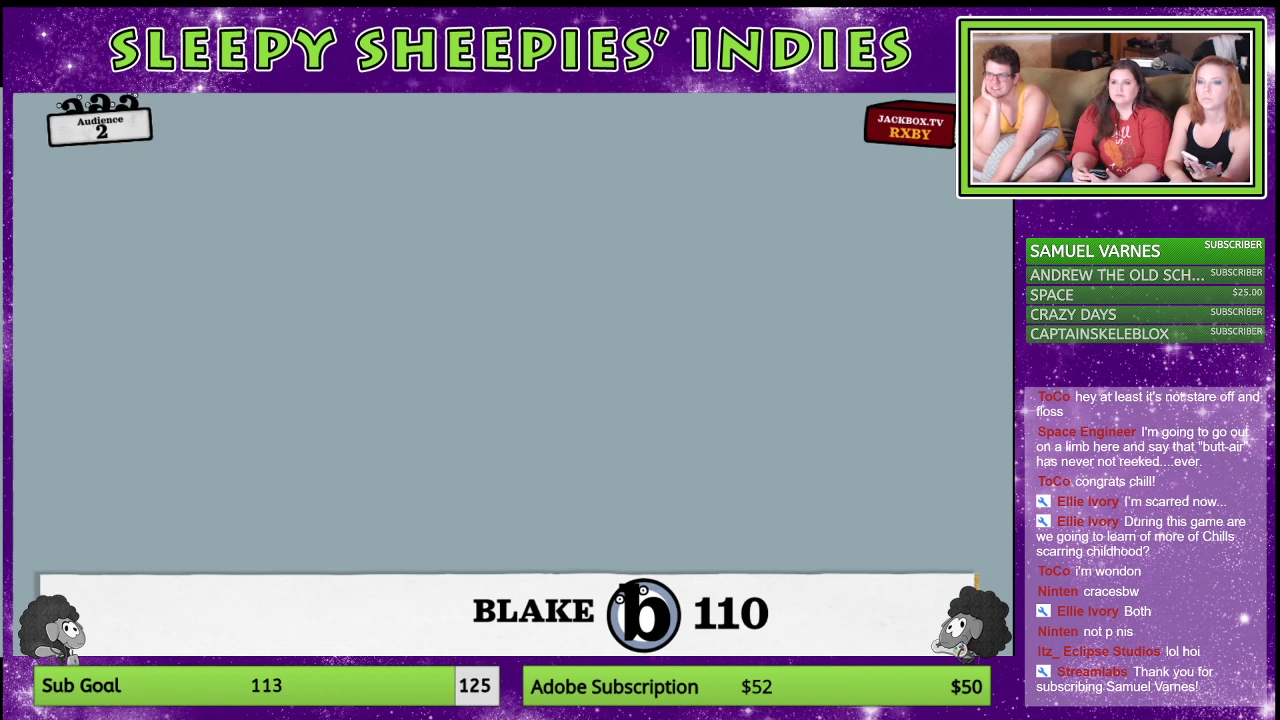 SLEEPY SHEEPIES' INDIES
Audience
2
JACKBOX.TV
RXBY
SAMUEL VARNES SUBSCRIBER
ANDREW THE OLD SCH... SUBSCRIBER
SPACE $25.00
CRAZY DAYS SUBSCRIBER
CAPTAINSKELEBLOX SUBSCRIBER
ToCo hey at least it's not stare off and
floss
Space Engineer I'm going to go out
on a limb here and say that "butt-air"
has never not reeked....ever.
ToCo congrats chill!
Ellie Ivory I'm scarred now...
Ellie Ivory During this game are
we going to learn of more of Chills
scarring childhood?
ToCo i'm wondon
Ninten cracesbw
Ellie Ivory Both
Ninten not p nis
Itz_ Eclipse Studios lol hoi
Streamlabs Thank you for
subscribing Samuel Varnes!
BLAKE b 110
Sub Goal 113 125
Adobe Subscription $52 $50